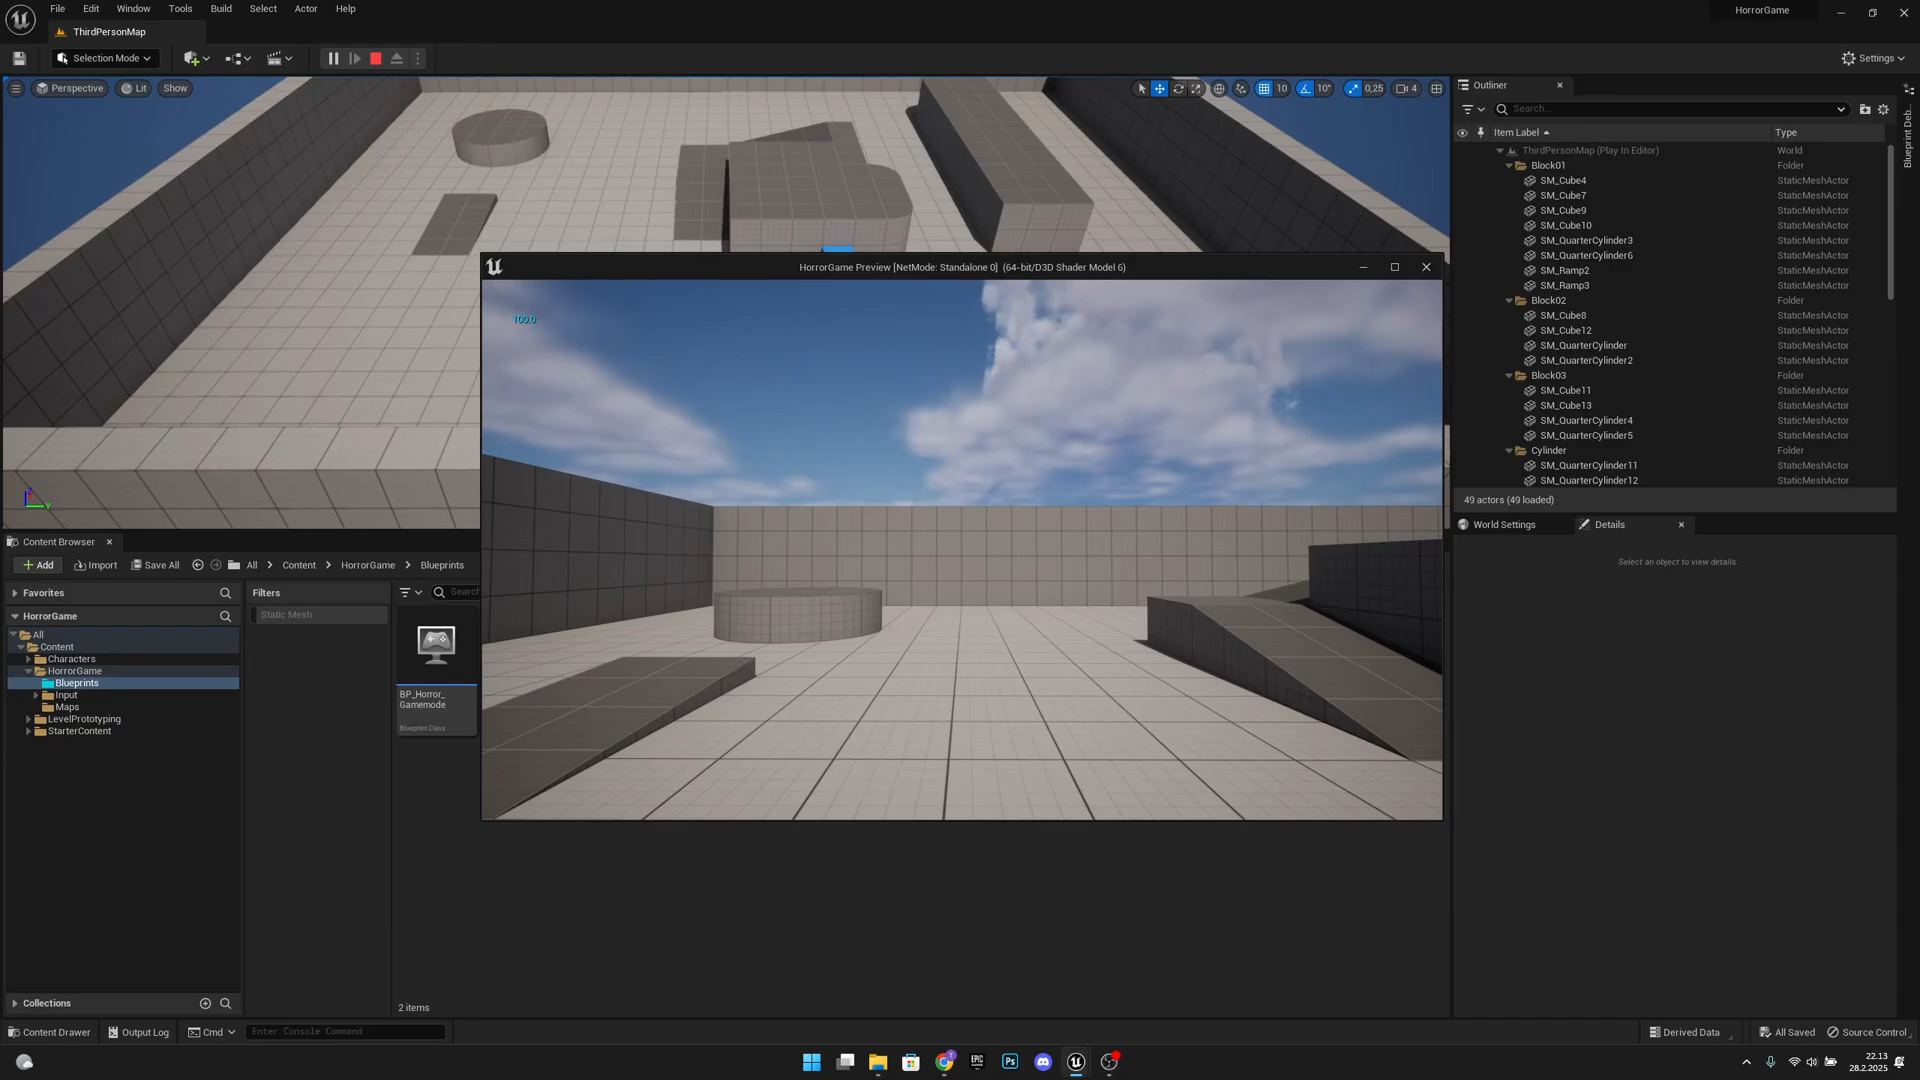 File Edit Window Tools Build Select Actor Help
HorrorGame
ThirdPersonMap
Selection Mode
Settings
Perspective
Lit
Show
10
10°
0,25
4
Outliner
Search...
Item Label
Type
ThirdPersonMap (Play In Editor) World
Block01 Folder
SM_Cube4 StaticMeshActor
SM_Cube7 StaticMeshActor
SM_Cube9 StaticMeshActor
SM_Cube10 StaticMeshActor
SM_QuarterCylinder3 StaticMeshActor
SM_QuarterCylinder6 StaticMeshActor
SM_Ramp2 StaticMeshActor
SM_Ramp3 StaticMeshActor
Block02 Folder
SM_Cube8 StaticMeshActor
SM_Cube12 StaticMeshActor
SM_QuarterCylinder StaticMeshActor
SM_QuarterCylinder2 StaticMeshActor
Block03 Folder
SM_Cube11 StaticMeshActor
SM_Cube13 StaticMeshActor
SM_QuarterCylinder4 StaticMeshActor
SM_QuarterCylinder5 StaticMeshActor
Cylinder Folder
SM_QuarterCylinder11 StaticMeshActor
SM_QuarterCylinder12 StaticMeshActor
49 actors (49 loaded)
Blueprint Deb
World Settings
Details
Select an object to view details.
HorrorGame Preview [NetMode: Standalone 0] (64-bit/D3D Shader Model 6)
100.0
Z
Y
Content Browser
Add
Import
Save All
All
Content
HorrorGame
Blueprints
Favorites
HorrorGame
All
Content
Characters
HorrorGame
Blueprints
Input
Maps
LevelPrototyping
StarterContent
Filters
Static Mesh
Search
BP_Horror_
Gamemode
Blueprint Class
Collections
2 items
Content Drawer
Output Log
Cmd
Enter Console Command
Derived Data
All Saved
Source Control
EPIC
Ps
22.13
28.2.2025